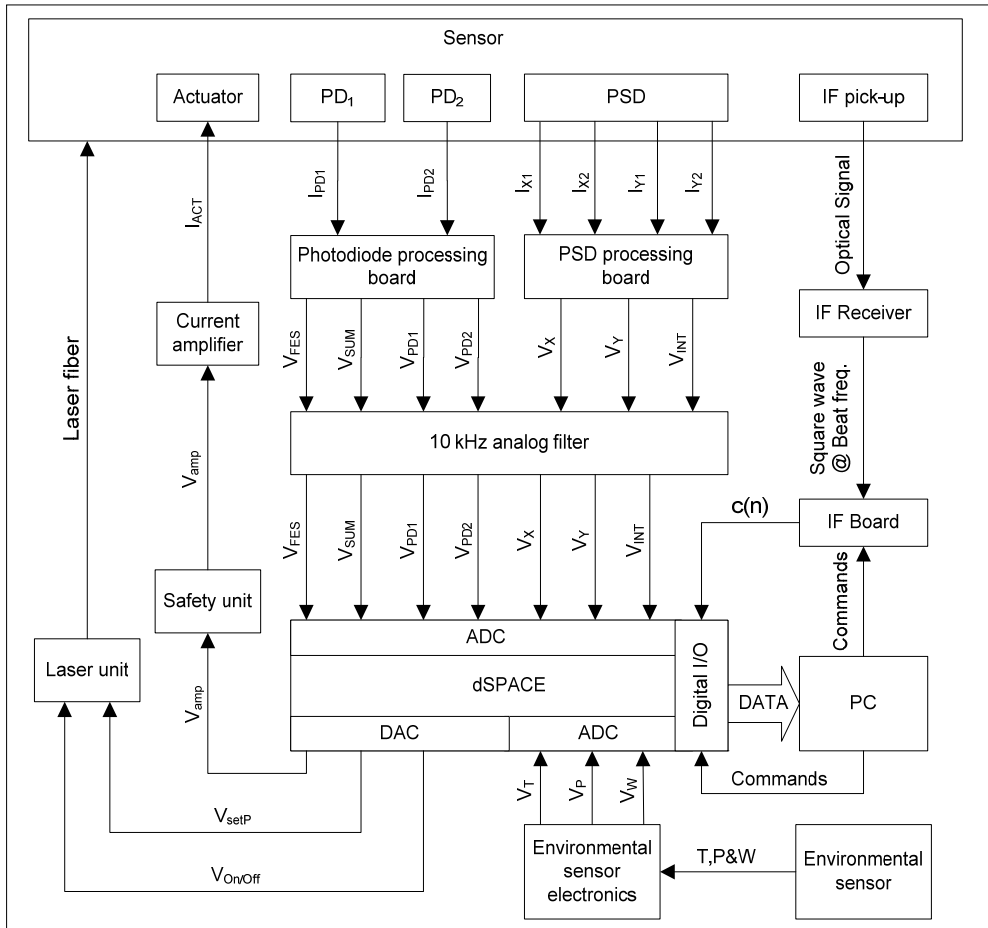 Sensor
Actuator
PD1
PD2
PSD
IF pick-up
IPD1
IPD2
IX1
IX2
IY1
IY2
Optical Signal
IACT
Photodiode processing
board
PSD processing
board
IF Receiver
Current
amplifier
VFES
VSUM
VPD1
VPD2
VX
VY
VINT
Laser fiber
Square wave
@ Beat freq.
10 kHz analog filter
Vamp
VFES
VSUM
VPD1
VPD2
VX
VY
VINT
c(n)
IF Board
Commands
Safety unit
Laser unit
ADC
dSPACE
DAC
ADC
Digital I/O
DATA
PC
Vamp
Commands
VT
VP
VW
VsetP
VOn/Off
Environmental
sensor
electronics
T,P&W
Environmental
sensor